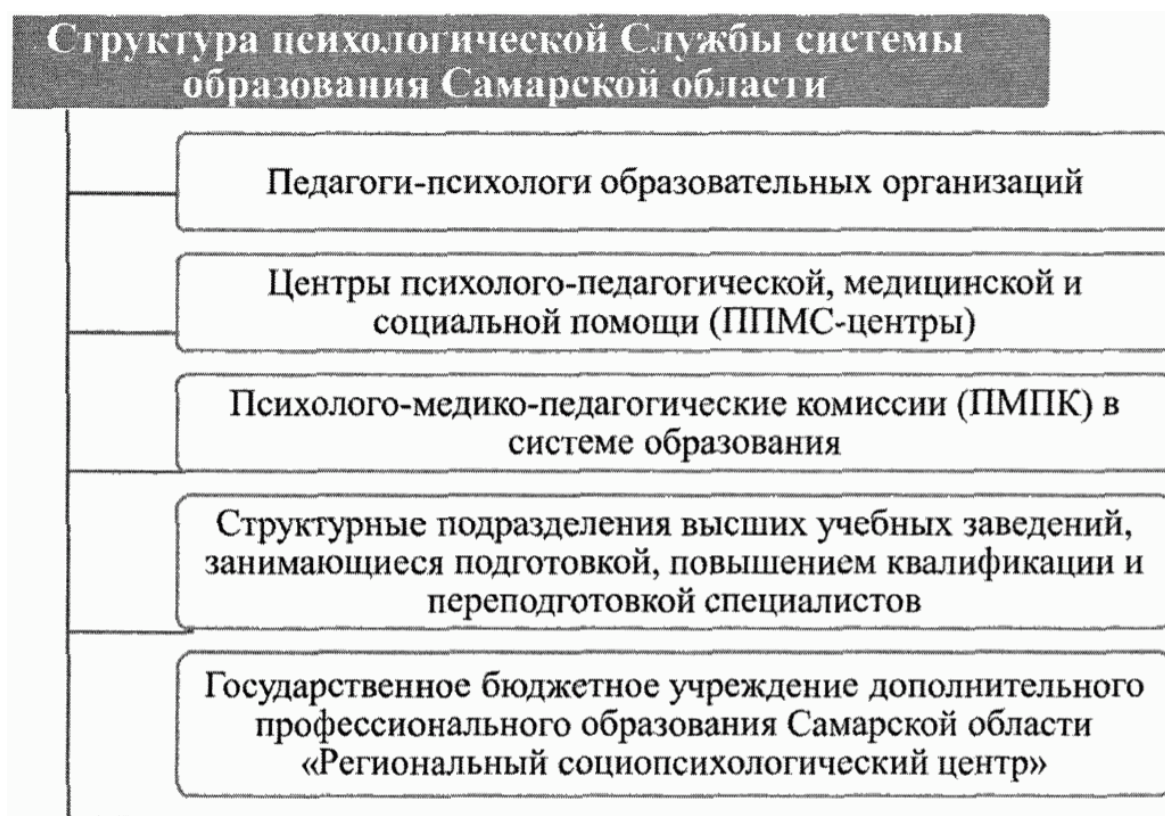 Структура психологической Службы системы
образования Самарской области
Педагоги-психологи образовательных организаций
Центры психолого-педагогической, медицинской и
социальной помощи (ППМС-центры)
Психолого-медико-педагогические комиссии (ПМПК) в
системе образования
Структурные подразделения высших учебных заведений,
занимающиеся подготовкой, повышением квалификации и
переподготовкой специалистов
Государственное бюджетное учреждение дополнительного
профессионального образования Самарской области
«Региональный социопсихологический центр»